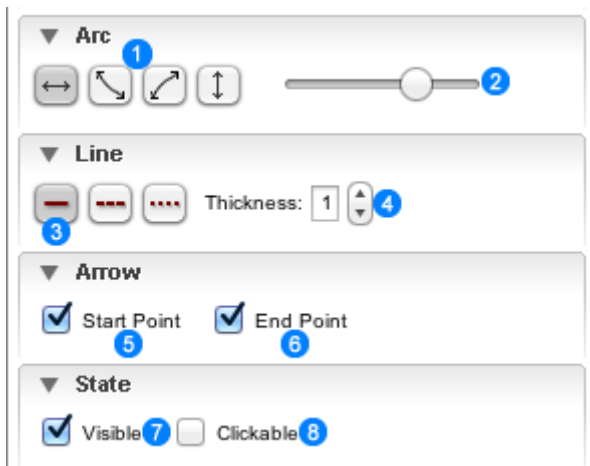 Arc
1
2
Line
Thickness: 1 4
3
Arrow
Start Point End Point
5 6
State
Visible 7 Clickable 8